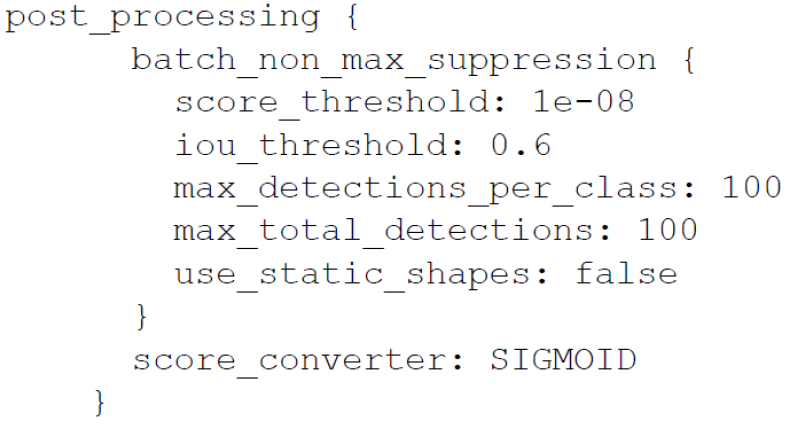 post_processing {
batch_non_max_suppression {
score_threshold: 1e-08
iou_threshold: 0.6
max_detections_per_class: 100
max_total_detections: 100
use_static_shapes: false
}
score_converter: SIGMOID
}